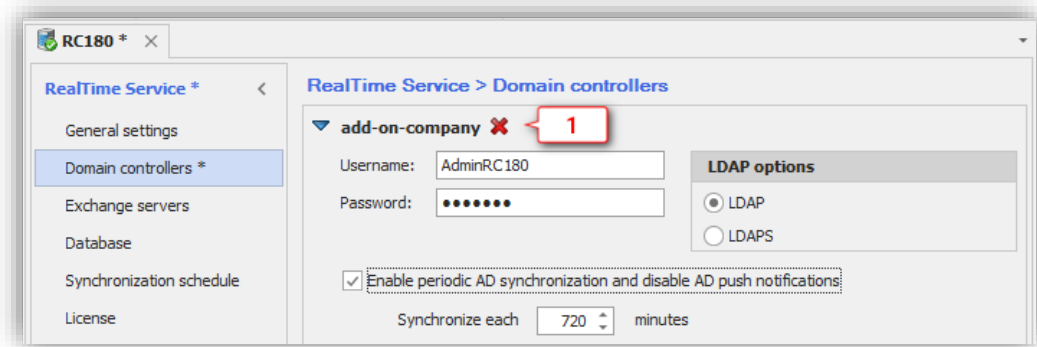 RC180 *
RealTime Service *
General settings
Domain controllers *
Exchange servers
Database
Synchronization schedule
License
RealTime Service > Domain controllers
add-on-company
1
Username: AdminRC180
Password: •••••••
LDAP options
LDAP
LDAPS
Enable periodic AD synchronization and disable AD push notifications
Synchronize each 720 minutes